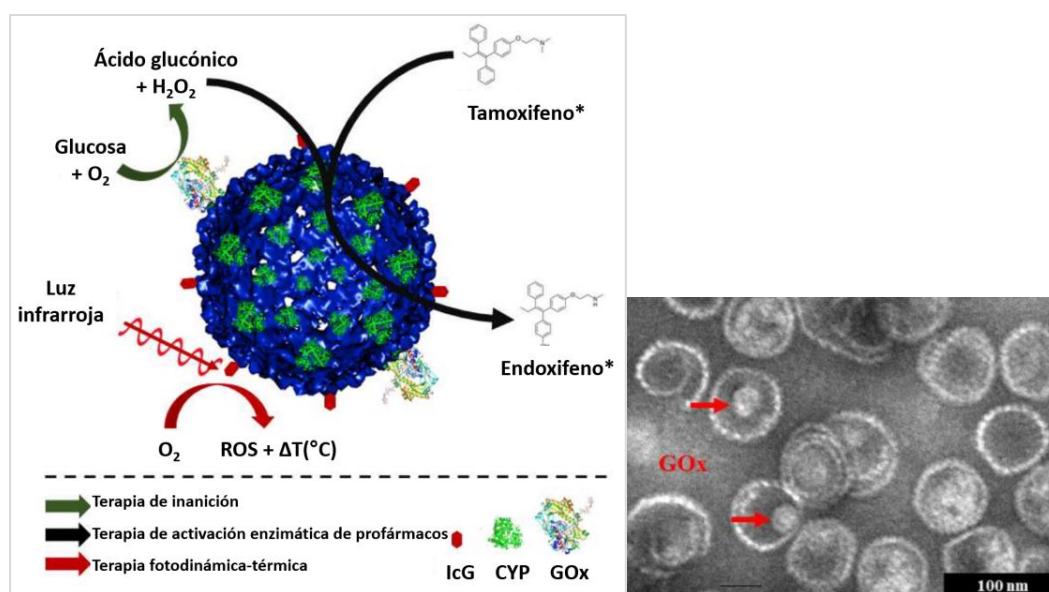 Ácido glucónico
+ H₂O₂
Tamoxifeno*
Glucosa
+ O₂
Luz
infrarroja
Endoxifeno*
O₂ ROS + ΔT(°C)
Terapia de inanición
Terapia de activación enzimática de profármacos
Terapia fotodinámica-térmica
IcG CYP GOx
GOx
100 nm